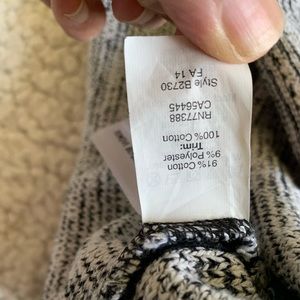 91% Cotton
9% Polyester
Trim:
100% Cotton
RN77388
CA56445
Style B2730
FA 14